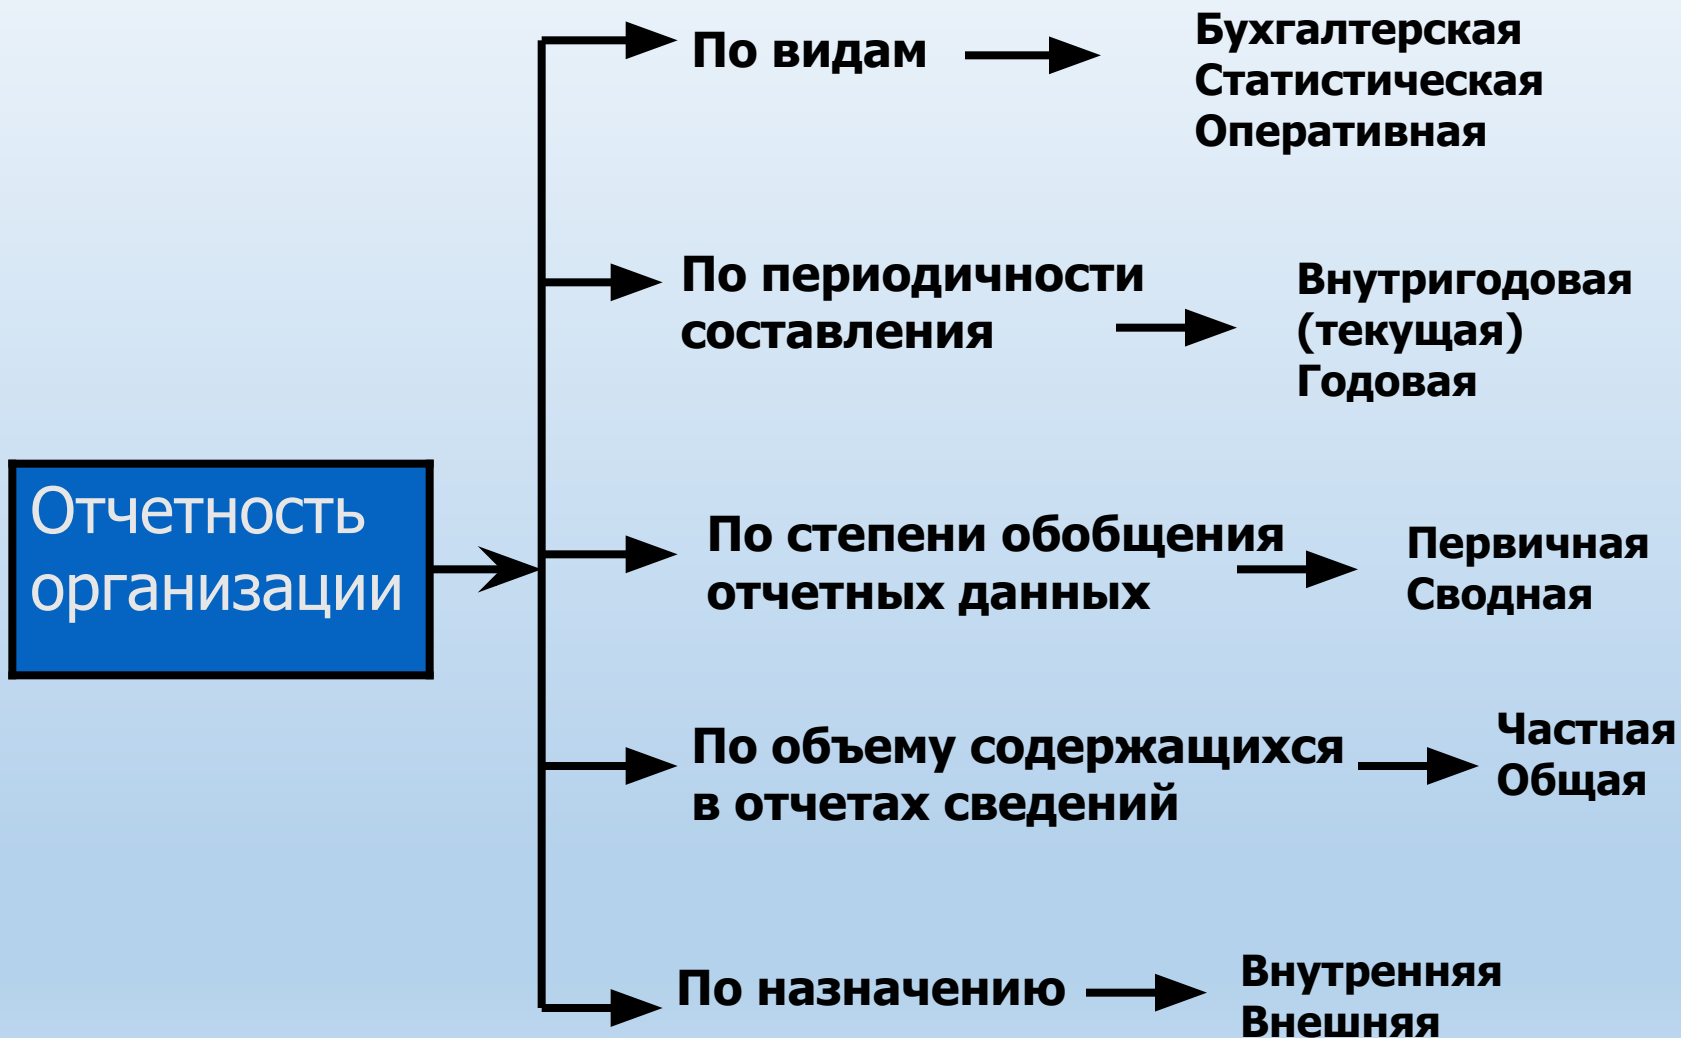 По видам
Бухгалтерская
Статистическая
Оперативная
По периодичности
составления
Внутригодовая
(текущая)
Годовая
Отчетность
организации
По степени обобщения
отчетных данных
Первичная
Сводная
По объему содержащихся
в отчетах сведений
Частная
Общая
По назначению
Внутренняя
Внешняя